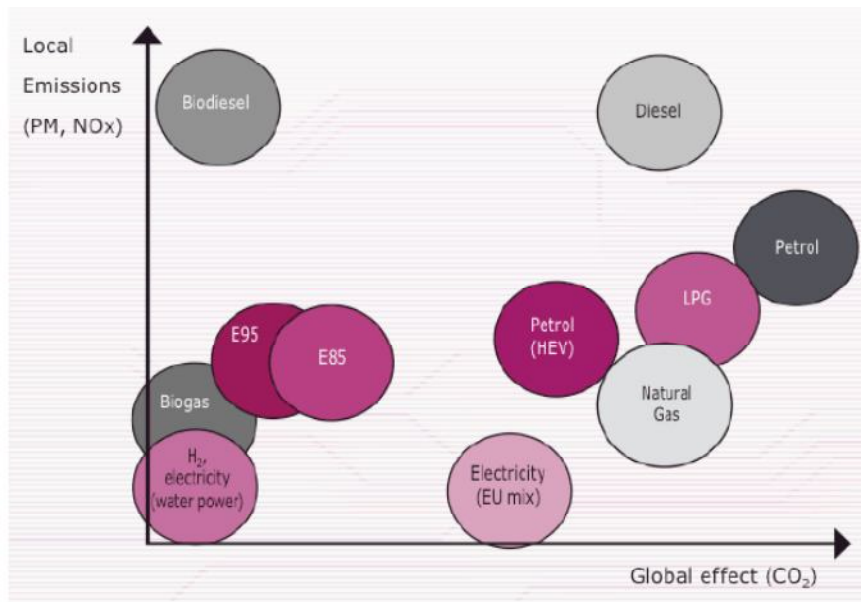 Local
Emissions
(PM, NOx)
Biodiesel
Diesel
Petrol
LPG
Petrol
(HEV)
E95
E85
Natural
Gas
Biogas
H₂,
electricity
(water power)
Electricity
(EU mix)
Global effect (CO₂)